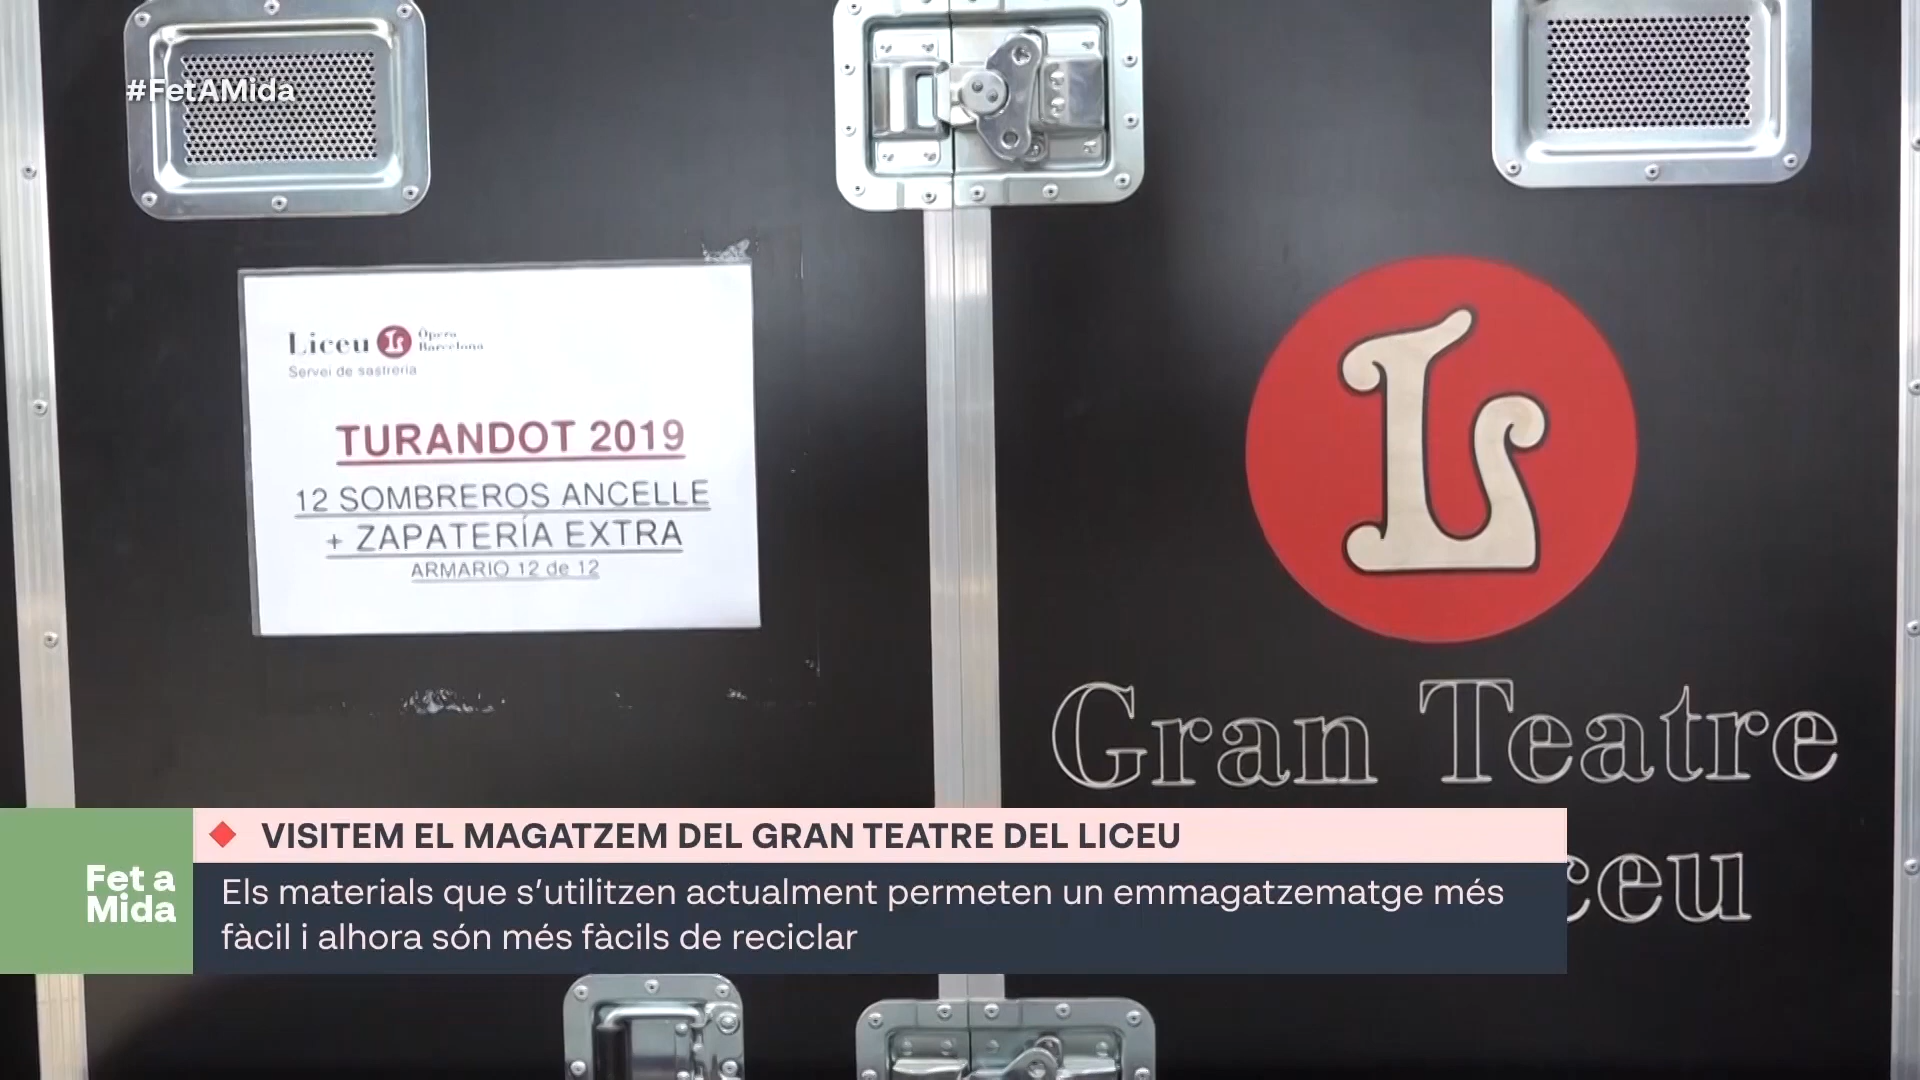 #FetAMida
Liceu
Òpera
Barcelona
Servei de sastreria
TURANDOT 2019
12 SOMBREROS ANCELLE
+ ZAPATERÍA EXTRA
ARMARIO 12 de 12
Gran Teatre
ceu
Fet a
Mida
VISITEM EL MAGATZEM DEL GRAN TEATRE DEL LICEU
Els materials que s’utilitzen actualment permeten un emmagatzematge més
fàcil i alhora són més fàcils de reciclar